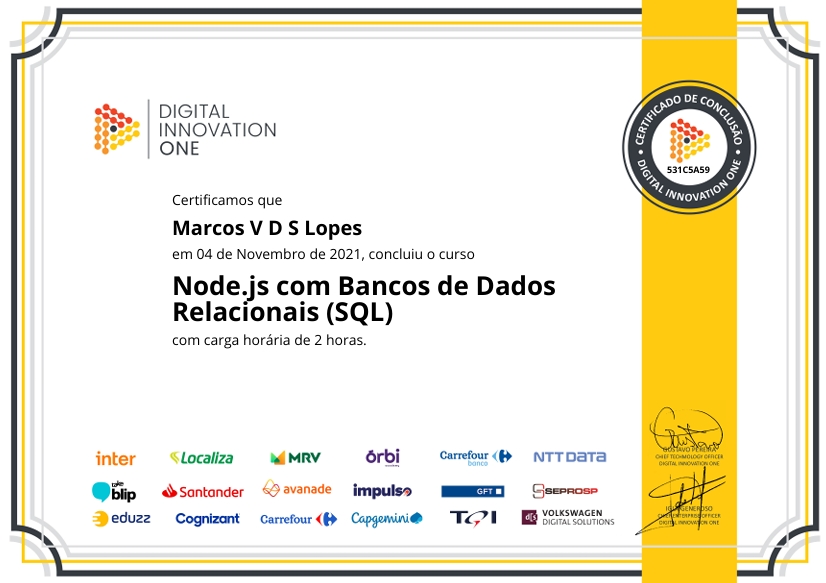 DIGITAL
INNOVATION
ONE
CERTIFICADO DE CONCLUSÃO
531C5A59
DIGITAL INNOVATION ONE
Certificamos que
Marcos V D S Lopes
em 04 de Novembro de 2021, concluiu o curso
Node.js com Bancos de Dados
Relacionais (SQL)
com carga horária de 2 horas.
inter
Localiza
MRV
órbi
Carrefour
banco
NTT DATA
take
blip
Santander
avanade
impulso
GFT
SEPROSP
eduzz
Cognizant
Carrefour
Capgemini
TQI
VOLKSWAGEN
DIGITAL SOLUTIONS
GUSTAVO PEREIRA
CHIEF TECHNOLOGY OFFICER
DIGITAL INNOVATION ONE
GENEROSO
CHIEF ENTERPRISE OFFICER
DIGITAL INNOVATION ONE